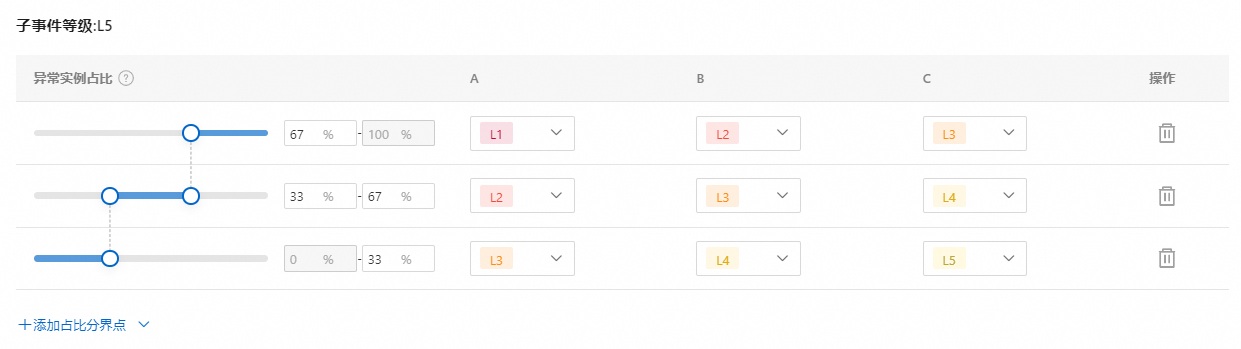 子事件等级:L5
异常实例占比 ? A B C 操作
67 % - 100 % L1 L2 L3
33 % - 67 % L2 L3 L4
0 % - 33 % L3 L4 L5
+添加占比分界点